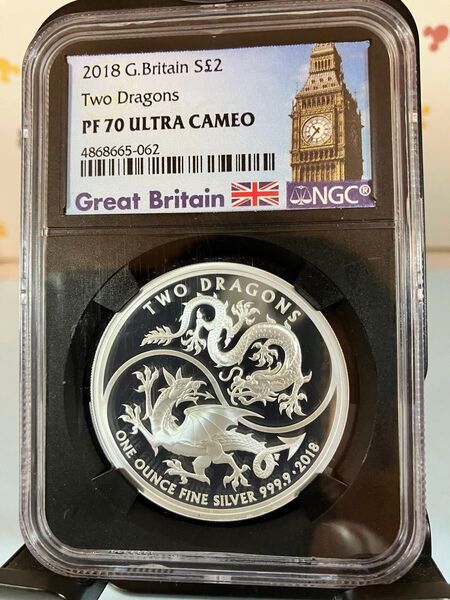 2018 G.Britain S£2
Two Dragons
PF 70 ULTRA CAMEO
4868665-062
Great Britain NGC®
TWO DRAGONS
ONE OUNCE FINE SILVER 999.9 · 2018